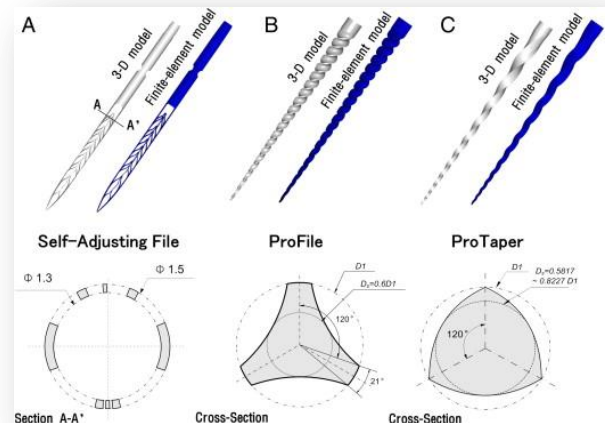 A
B
C
3-D model
Finite-element model
A
A'
3-D model
Finite-element model
3-D model
Finite-element model
Self-Adjusting File
ProFile
ProTaper
Φ 1.3
Φ 1.5
D1
D₂=0.6D1
120°
21°
D1
D₂=0.5817
~ 0.8227 D1
120°
Section A-A'
Cross-Section
Cross-Section